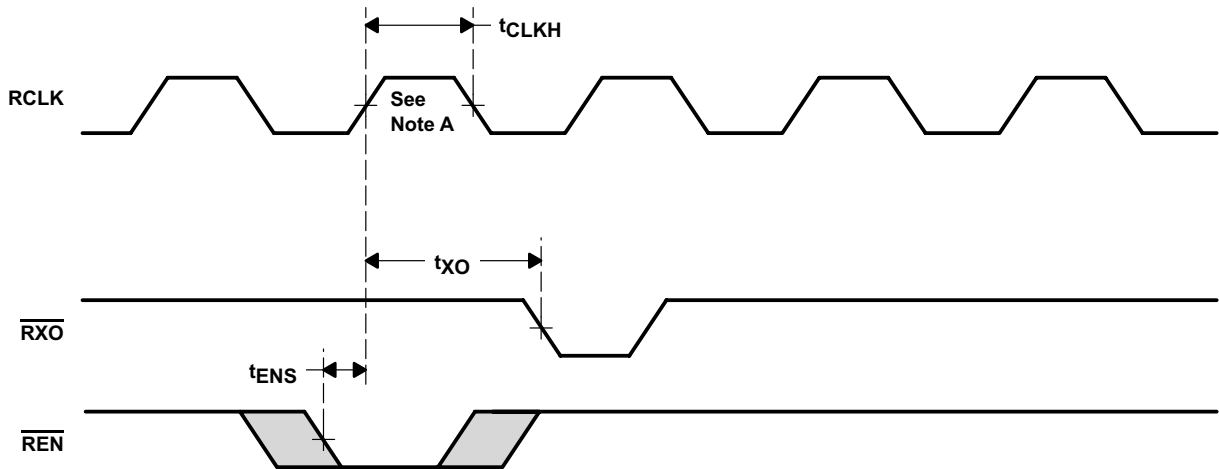 tCLKH
RCLK
See
Note A
tXO
RXO
tENS
REN